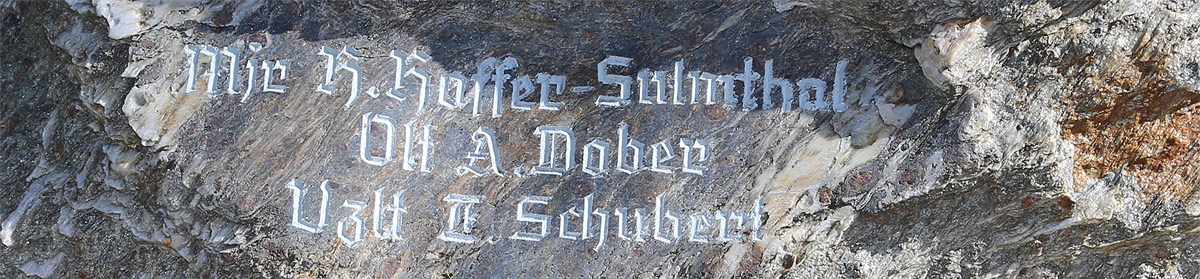 Mjr K. Hoffer-Sulmthal
Olt A. Dober
Vzlt E. Schubert